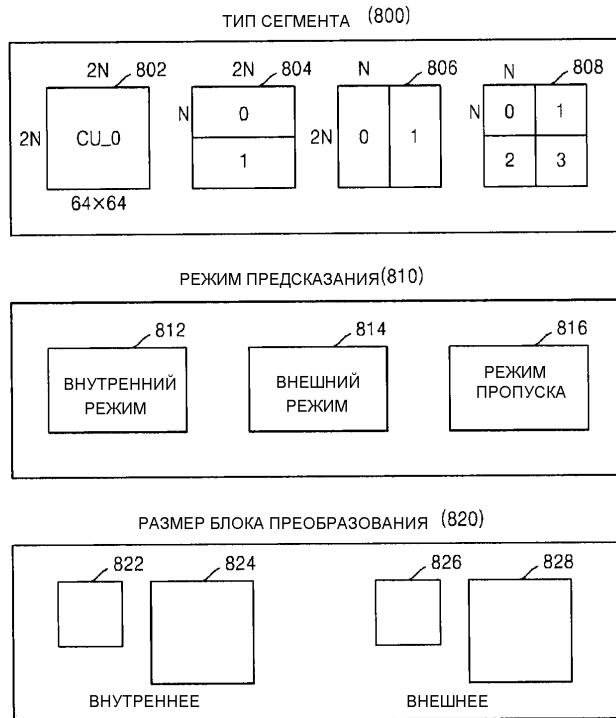 ТИП СЕГМЕНТА (800)
2N 802 2N 804 N 806 N 808
2N CU_0 N 0 2N 0 1 N 0 1
1 2 3
64×64
РЕЖИМ ПРЕДСКАЗАНИЯ(810)
812 814 816
ВНУТРЕННИЙ РЕЖИМ ВНЕШНИЙ РЕЖИМ РЕЖИМ ПРОПУСКА
РАЗМЕР БЛОКА ПРЕОБРАЗОВАНИЯ (820)
822 824 826 828
ВНУТРЕННЕЕ ВНЕШНЕЕ